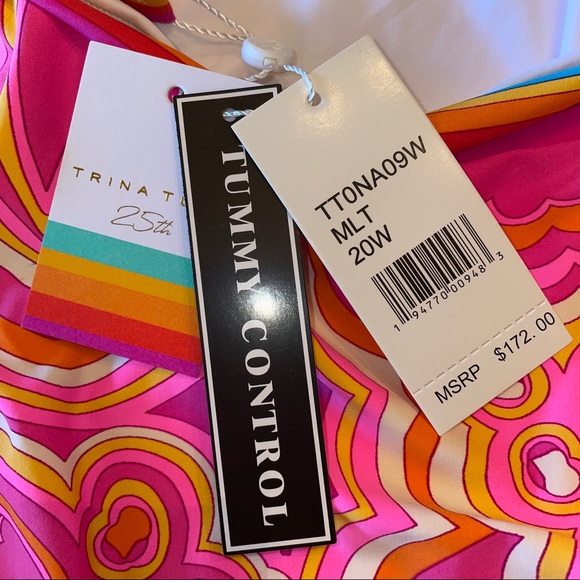 TRINA
25th
TUMMY CONTROL
TT0NA09W
MLT
20W
1 94770 00948 3
MSRP $172.00